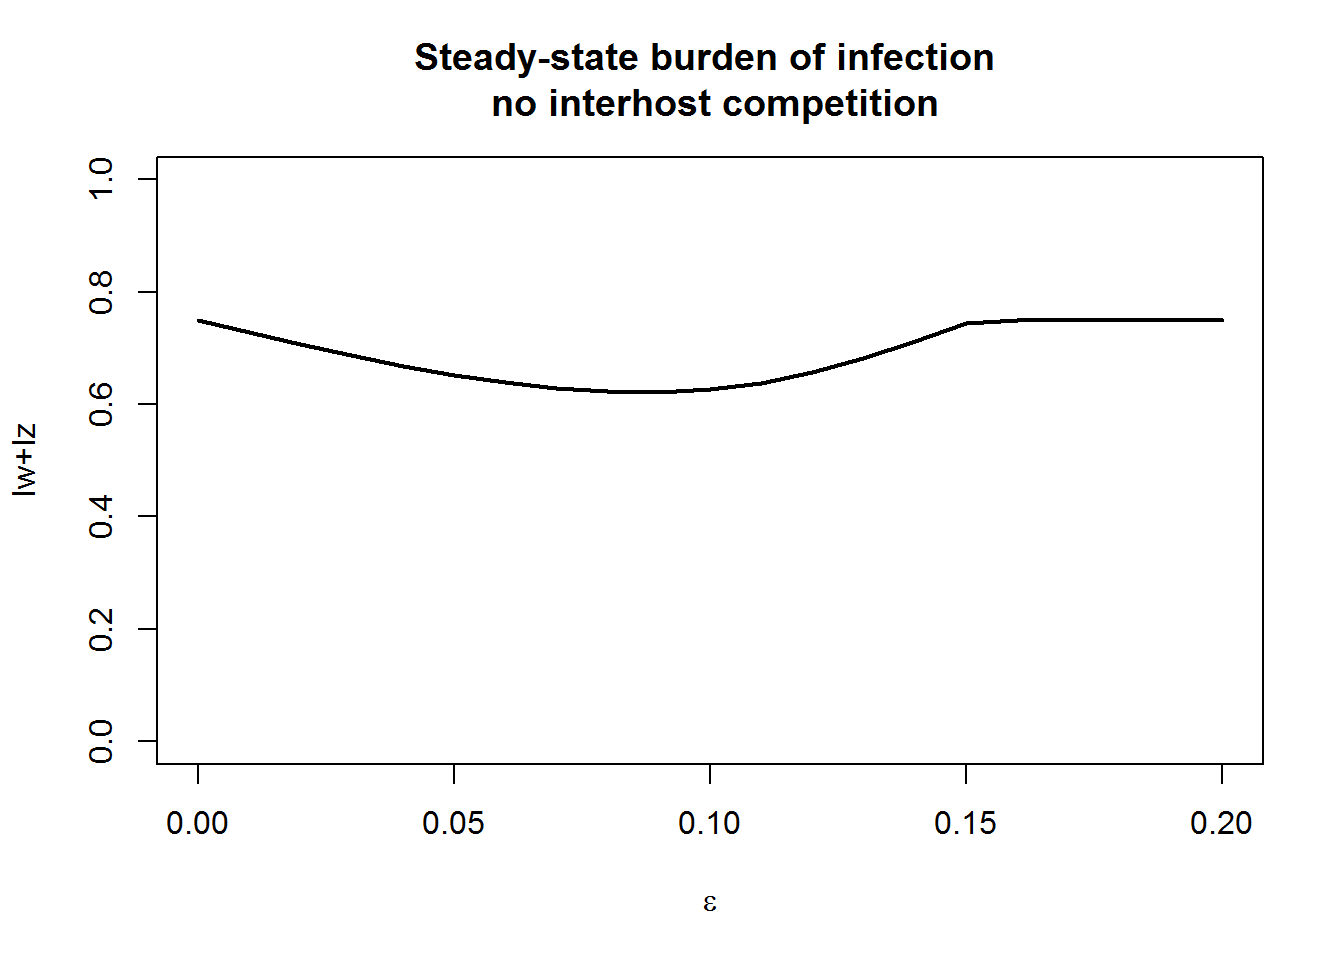 Steady-state burden of infection
no interhost competition
1.0
0.8
0.6
0.4
0.2
0.0
Iw+Iz
0.00 0.05 0.10 0.15 0.20
ε